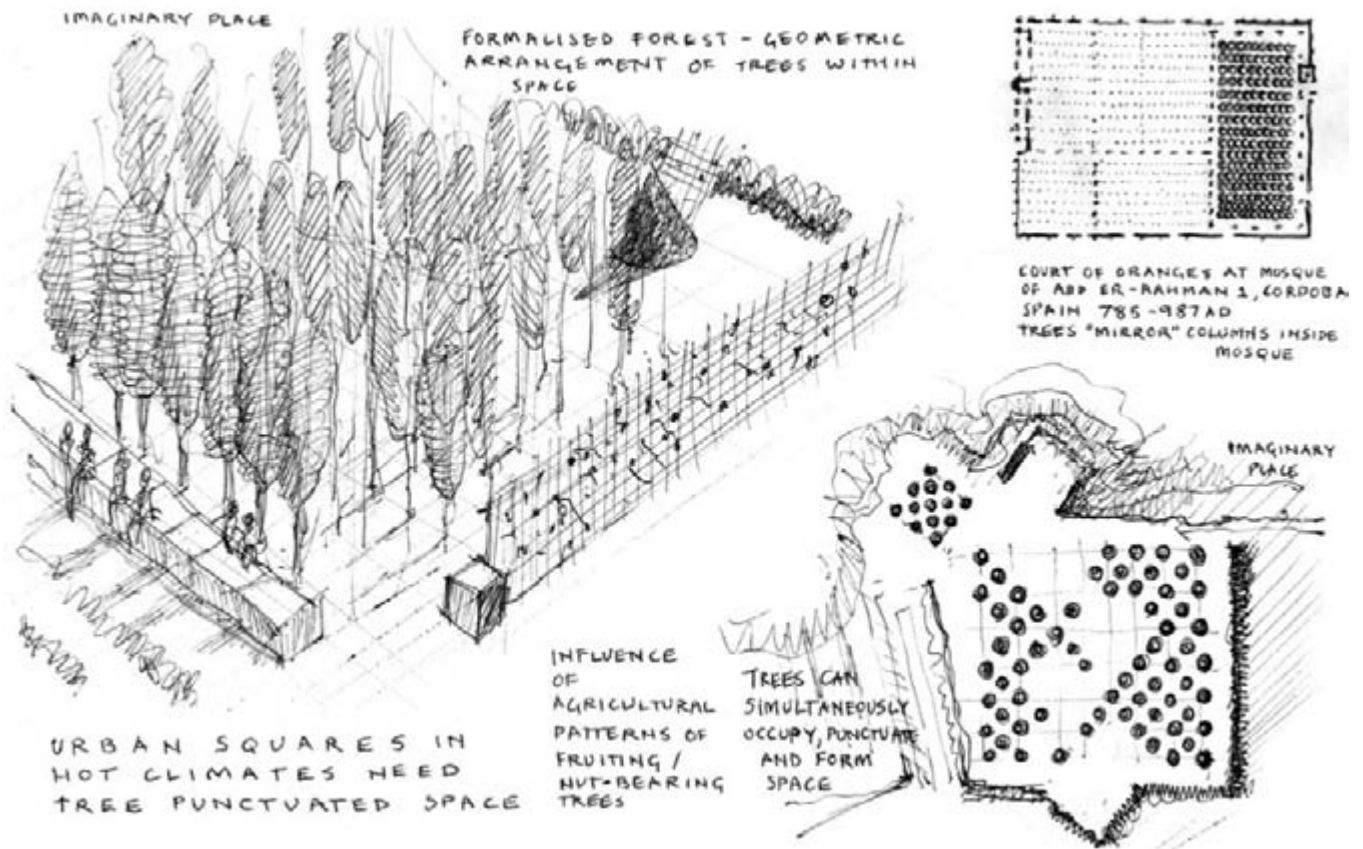 IMAGINARY PLACE
FORMALISED FOREST - GEOMETRIC
ARRANGEMENT OF TREES WITHIN
SPACE
COURT OF ORANGES AT MOSQUE
OF ABD ER-RAHMAN 1, CORDOBA
SPAIN 785-987AD
TREES "MIRROR" COLUMNS INSIDE
MOSQUE
IMAGINARY
PLACE
INFLUENCE
OF
AGRICULTURAL
PATTERNS OF
FRUITING /
NUT-BEARING
TREES
TREES CAN
SIMULTANEOUSLY
OCCUPY, PUNCTUATE
AND FORM
SPACE
URBAN SQUARES IN
HOT CLIMATES NEED
TREE PUNCTUATED SPACE